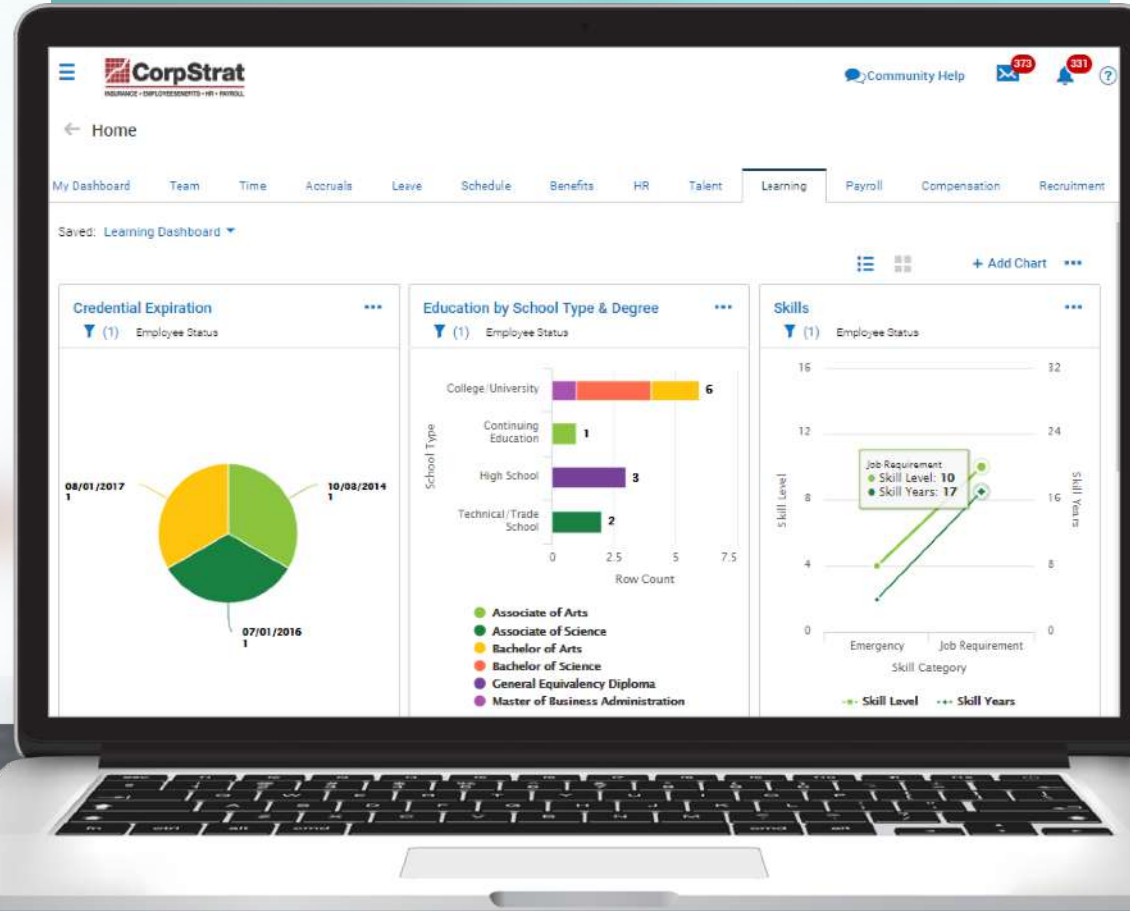 CorpStrat
INSURANCE • EMPLOYEE BENEFITS • HR • PAYROLL
Community Help
373
331
?
Home
My Dashboard Team Time Accruals Leave Schedule Benefits HR Talent Learning Payroll Compensation Recruitment
Saved: Learning Dashboard
+ Add Chart
Credential Expiration
(1) Employee Status
08/01/2017
1
10/03/2014
1
07/01/2016
1
Education by School Type & Degree
(1) Employee Status
School Type
College/University
6
Continuing
Education
1
High School
3
Technical/Trade
School
2
0 2.5 5 7.5
Row Count
Associate of Arts
Associate of Science
Bachelor of Arts
Bachelor of Science
General Equivalency Diploma
Master of Business Administration
Skills
(1) Employee Status
16 32
12 24
8 16
4 8
0 0
Skill Level
Skill Years
Job Requirement
Skill Level: 10
Skill Years: 17
Emergency Job Requirement
Skill Category
Skill Level Skill Years
fn ctrl alt cmd